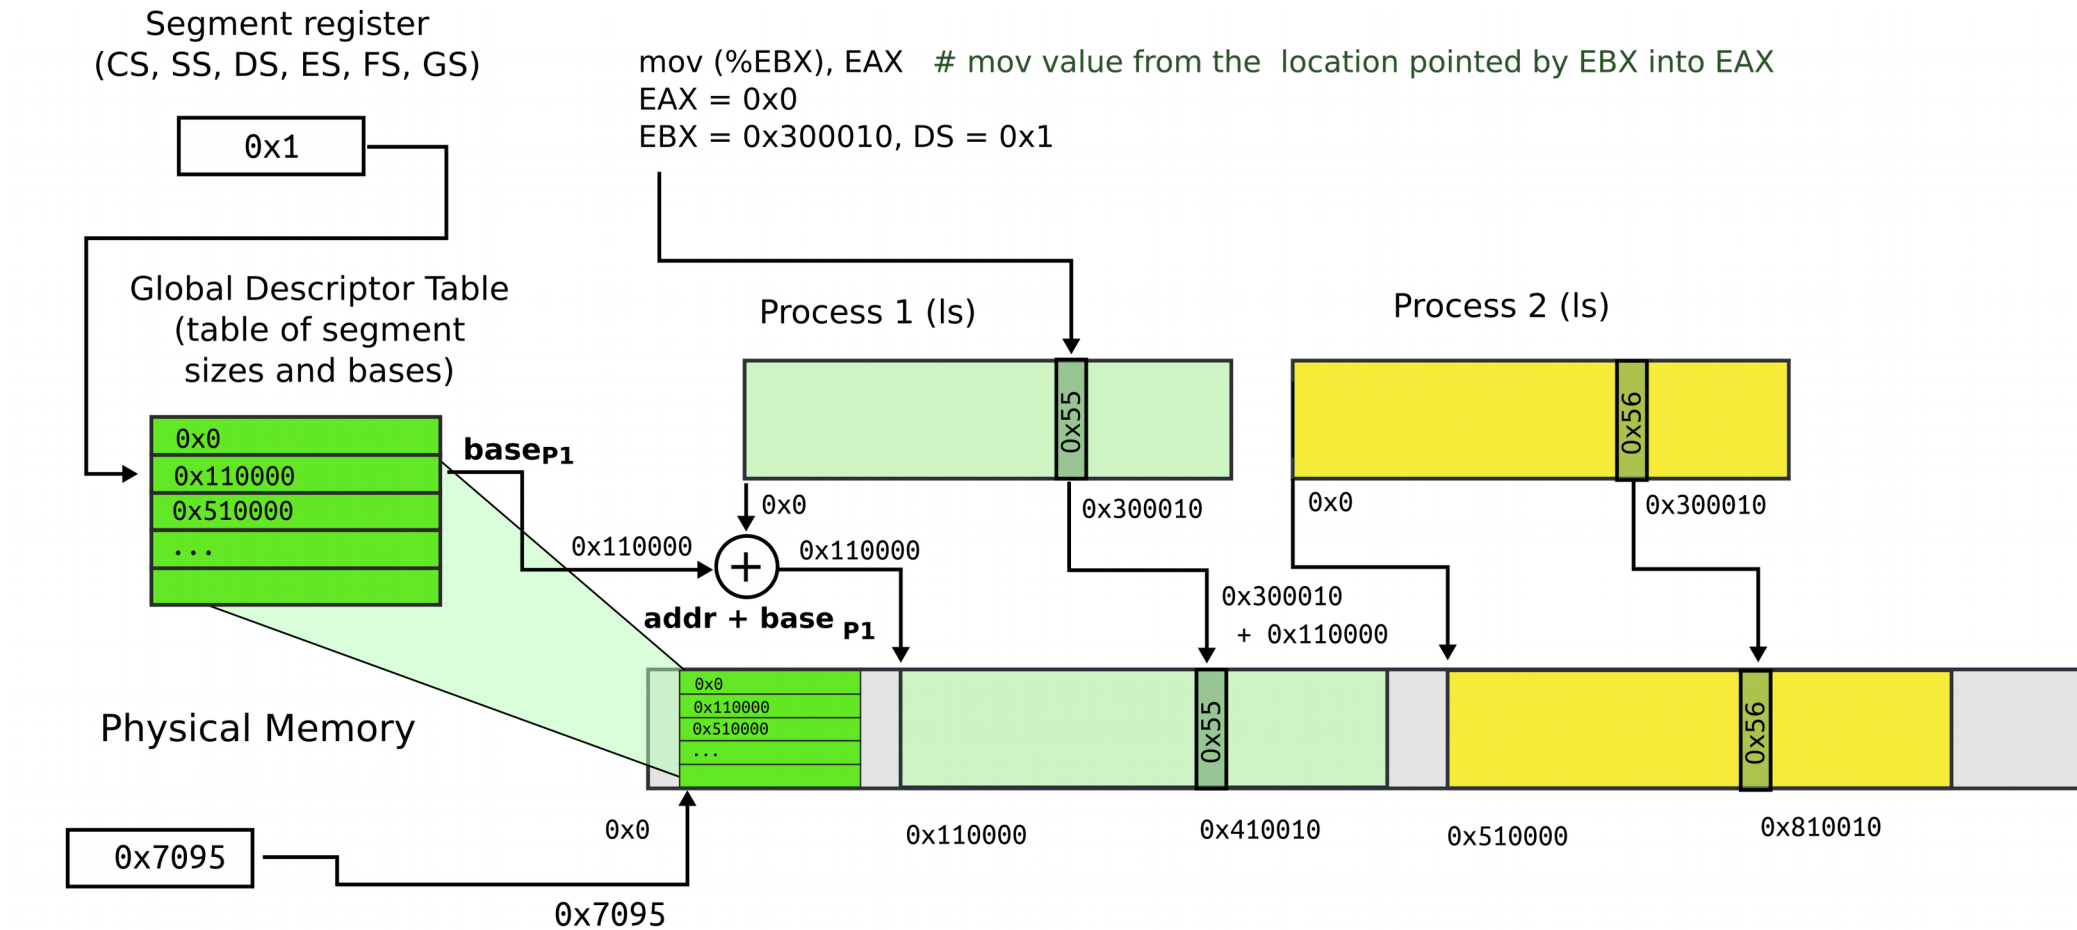 Segment register
(CS, SS, DS, ES, FS, GS)
0x1
mov (%EBX), EAX # mov value from the location pointed by EBX into EAX
EAX = 0x0
EBX = 0x300010, DS = 0x1
Global Descriptor Table
(table of segment
sizes and bases)
0x0
0x110000
0x510000
...
baseP1
Process 1 (ls)
0x55
Process 2 (ls)
0x56
0x0
0x300010
0x0
0x300010
0x110000
+
0x110000
addr + base P1
0x300010
+ 0x110000
Physical Memory
0x0
0x110000
0x510000
...
0x55
0x56
0x0
0x110000
0x410010
0x510000
0x810010
0x7095
0x7095